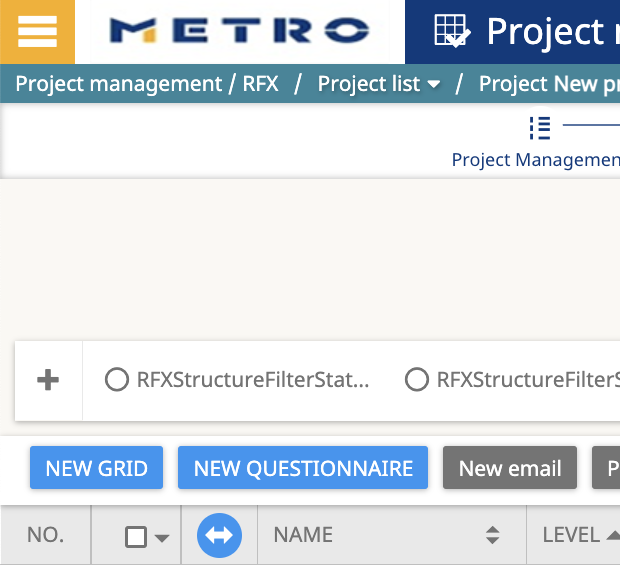 METRO
Project
Project management / RFX / Project list / Project New
Project Managemen
RFXStructureFilterStat... RFXStructureFilterS
NEW GRID NEW QUESTIONNAIRE New email P
NO. NAME LEVEL